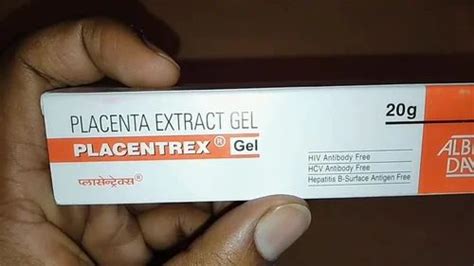 PLACENTA EXTRACT GEL
PLACENTREX® Gel
प्लासेन्ट्रेक्स®
20g
HIV Antibody Free
HCV Antibody Free
Hepatitis B-Surface Antigen Free